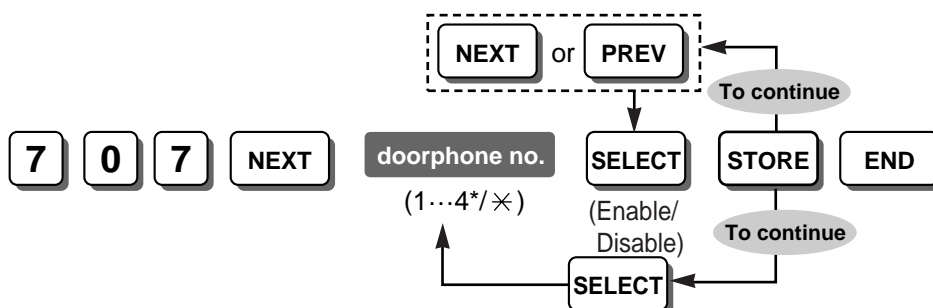 NEXT or PREV
To continue
7 0 7 NEXT doorphone no. SELECT STORE END
(1···4*/✳)
(Enable/
Disable)
To continue
SELECT